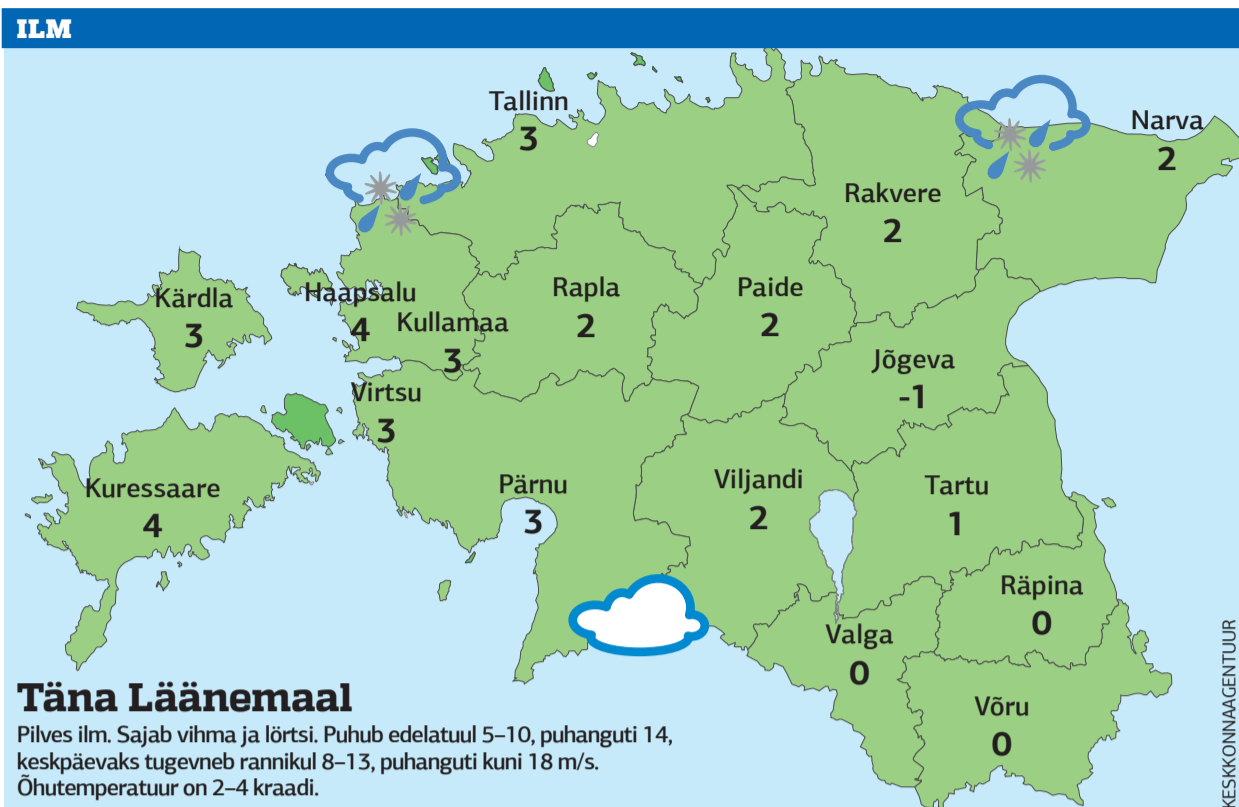 ILM
Tallinn
3
Narva
2
Rakvere
2
Kärdla
3
Haapsalu
4
Kullamaa
3
Rapla
2
Paide
2
Jõgeva
-1
Virtsu
3
Kuressaare
4
Pärnu
3
Viljandi
2
Tartu
1
Räpina
0
Valga
0
Võru
0
Täna Läänemaal
Pilves ilm. Sajab vihma ja lörtsi. Puhub edelatuul 5–10, puhanguti 14,
keskpäevaks tugevneb rannikul 8–13, puhanguti kuni 18 m/s.
Õhutemperatuur on 2–4 kraadi.
KESKKONNAAGENTUUR